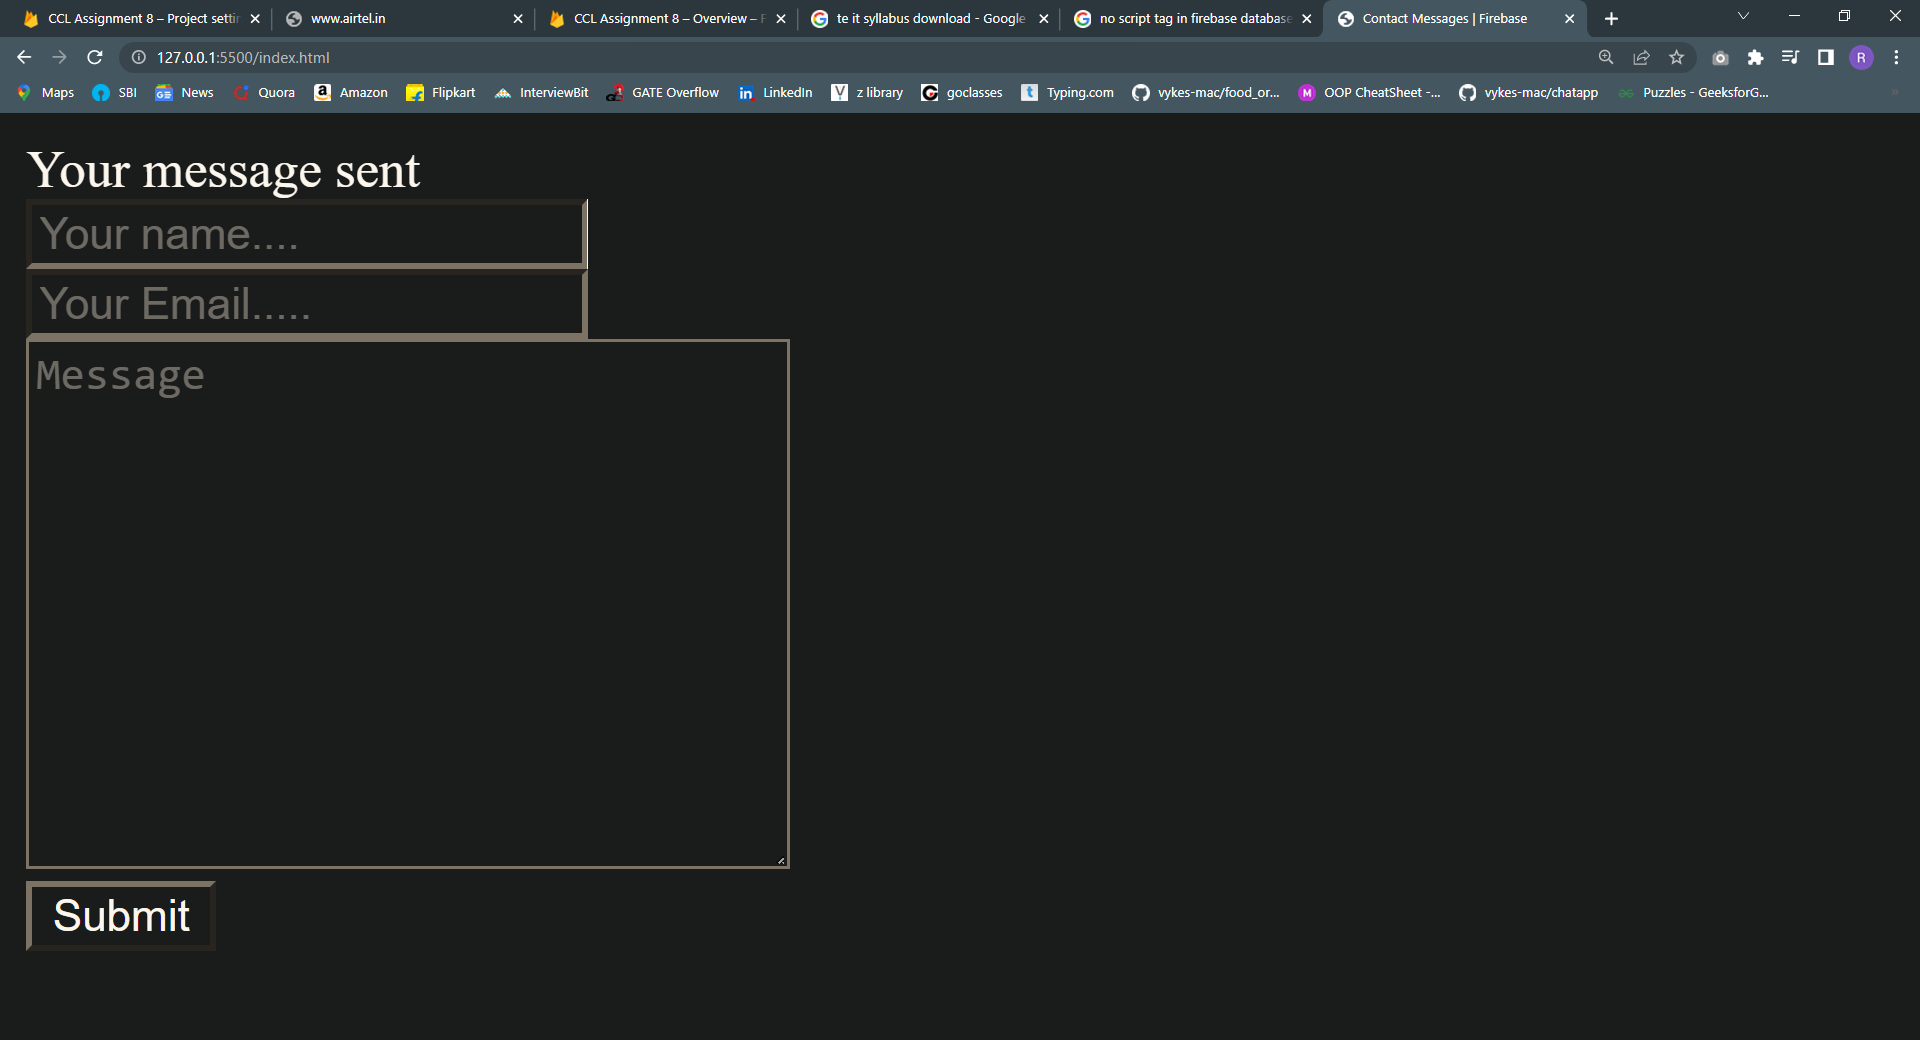 CCL Assignment 8 – Project settin
www.airtel.in
CCL Assignment 8 – Overview – F
te it syllabus download - Google
no script tag in firebase database
Contact Messages | Firebase
127.0.0.1:5500/index.html
R
Maps
SBI
News
Quora
Amazon
Flipkart
InterviewBit
GATE Overflow
LinkedIn
z library
goclasses
Typing.com
vykes-mac/food_or...
OOP CheatSheet -...
vykes-mac/chatapp
Puzzles - GeeksforG...
Your message sent
Your name....
Your Email.....
Message
Submit